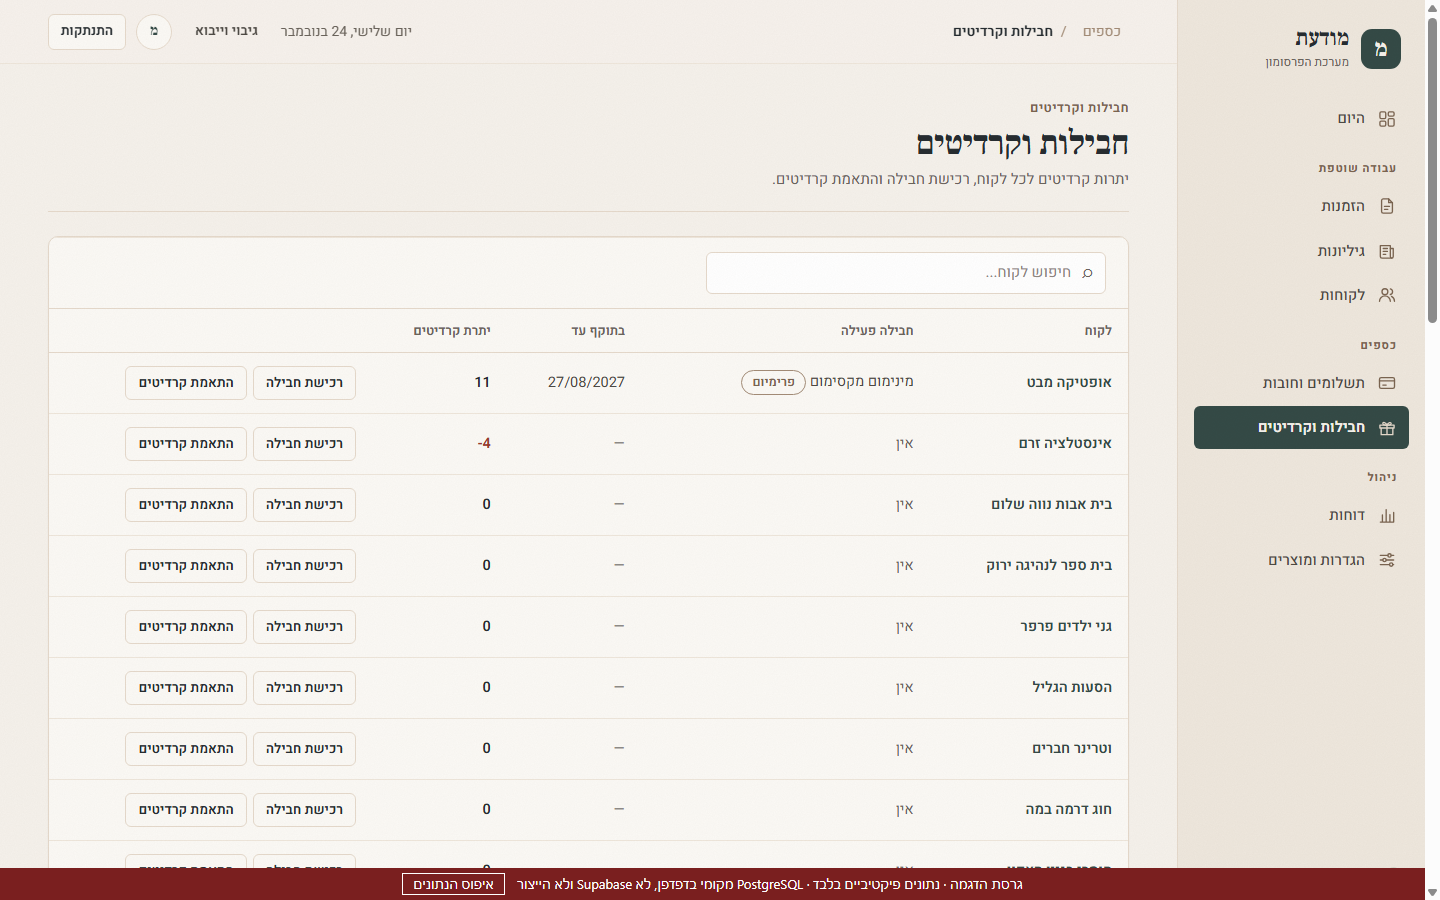 מ
מודעת
מערכת הפרסומון
היום
עבודה שוטפת
הזמנות
גיליונות
לקוחות
כספים
תשלומים וחובות
חבילות וקרדיטים
ניהול
דוחות
הגדרות ומוצרים
כספים / חבילות וקרדיטים
יום שלישי, 24 בנובמבר
גיבוי וייבוא
מ
התנתקות
חבילות וקרדיטים
חבילות וקרדיטים
יתרות קרדיטים לכל לקוח, רכישת חבילה והתאמת קרדיטים.
חיפוש לקוח...
לקוח חבילה פעילה בתוקף עד יתרת קרדיטים
אופטיקה מבט מינימום מקסימום פרימיום 27/08/2027 11 רכישת חבילה התאמת קרדיטים
אינסטלציה זרם אין — -4 רכישת חבילה התאמת קרדיטים
בית אבות נווה שלום אין — 0 רכישת חבילה התאמת קרדיטים
בית ספר לנהיגה ירוק אין — 0 רכישת חבילה התאמת קרדיטים
גני ילדים פרפר אין — 0 רכישת חבילה התאמת קרדיטים
הסעות הגליל אין — 0 רכישת חבילה התאמת קרדיטים
וטרינר חברים אין — 0 רכישת חבילה התאמת קרדיטים
חוג דרמה במה אין — 0 רכישת חבילה התאמת קרדיטים
גרסת הדגמה · נתונים פיקטיביים בלבד · PostgreSQL מקומי בדפדפן, לא Supabase ולא הייצור
איפוס הנתונים